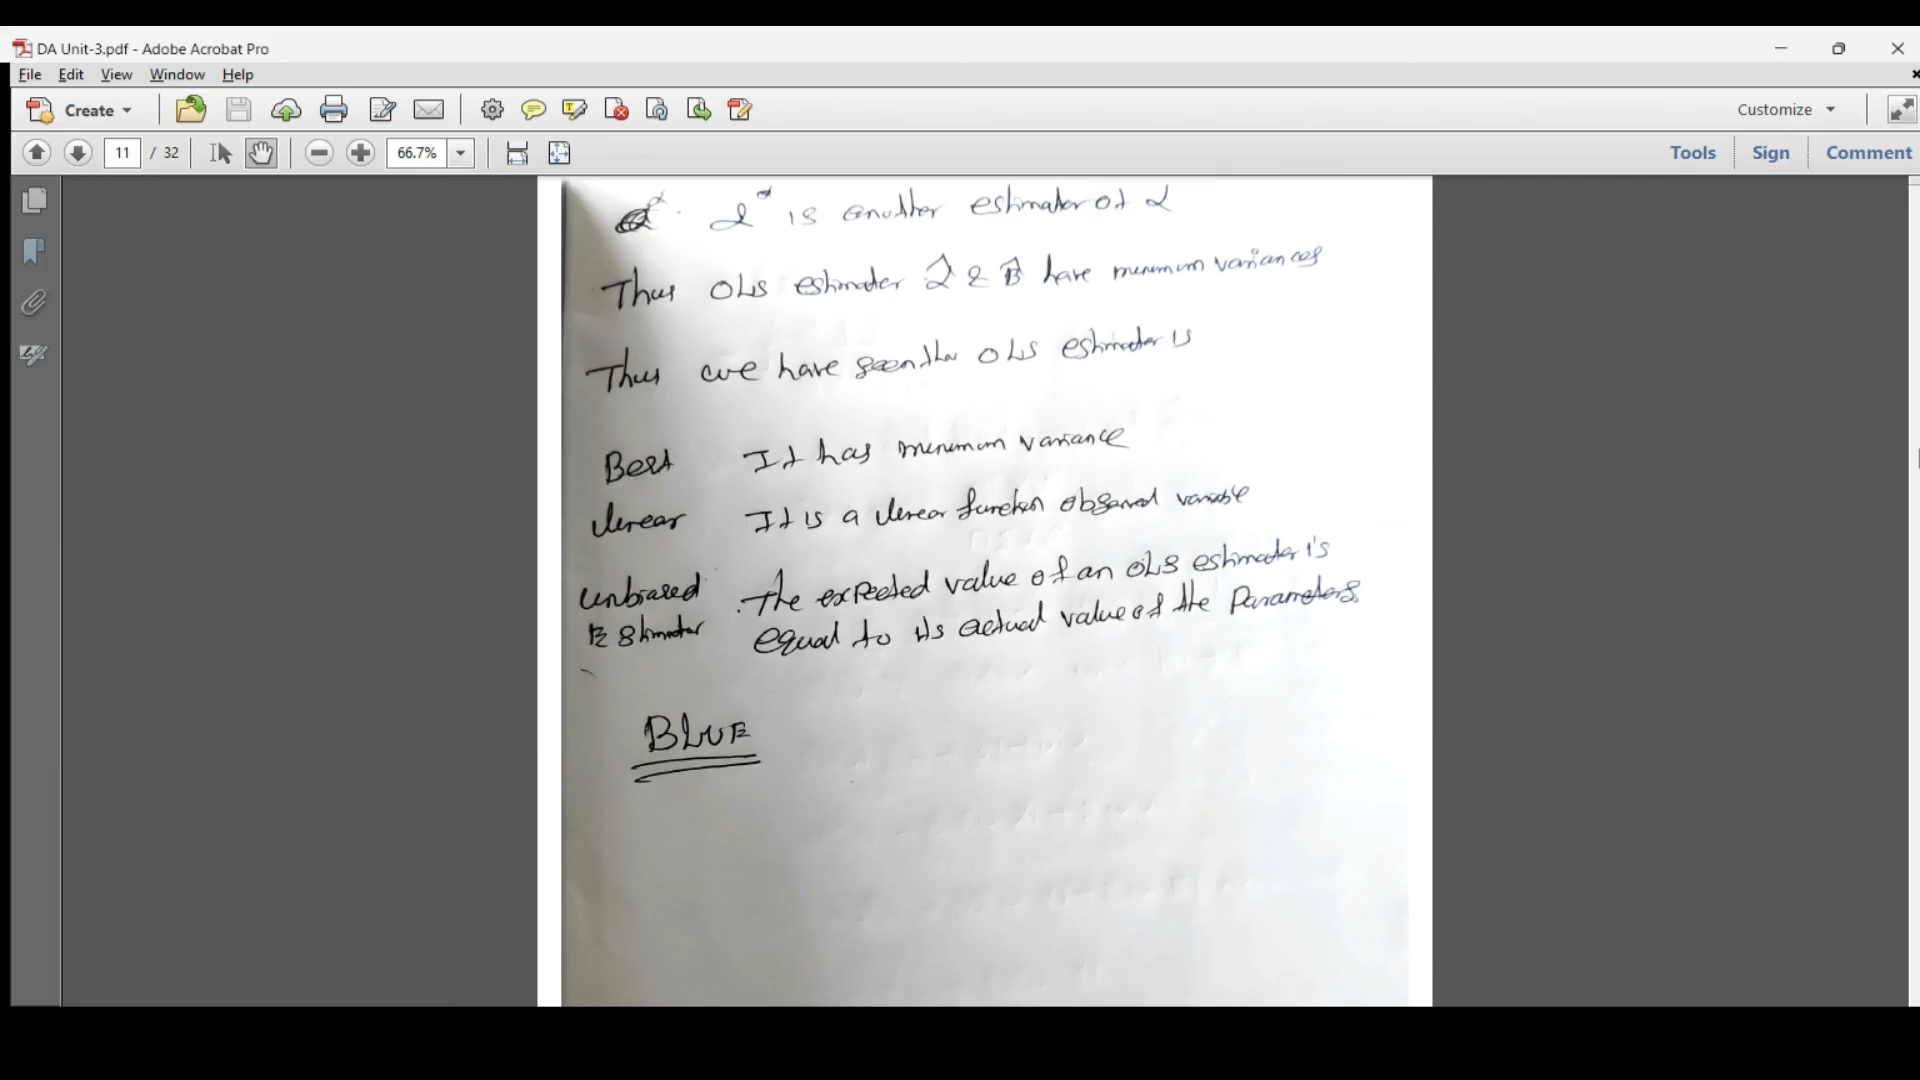 DA Unit-3.pdf - Adobe Acrobat Pro
File Edit View Window Help
Create Customize
11 / 32 66.7% Tools Sign Comment
α* is another estimator of α
Thus OLS estimator α̂ & β̂ have minimum variances
Thus we have seen the OLS estimator is
Best It has minimum variance
Linear It is a linear function observed variable
Unbiased The expected value of an OLS estimator is
Estimator equal to its actual value of the Parameters.
BLUE